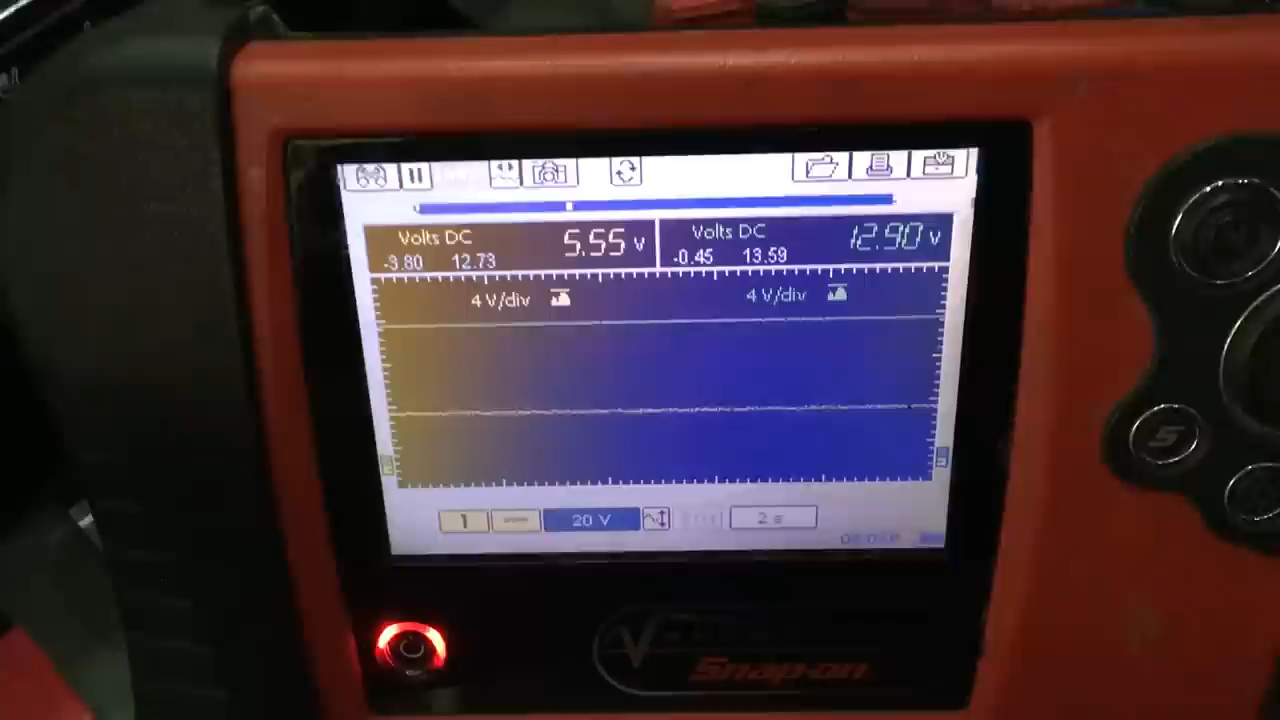 Volts DC 5.55 V
-3.80 12.73
Volts DC 12.90 V
-0.45 13.59
4 V/div
4 V/div
1 20 V 2 s
S
Snap-on